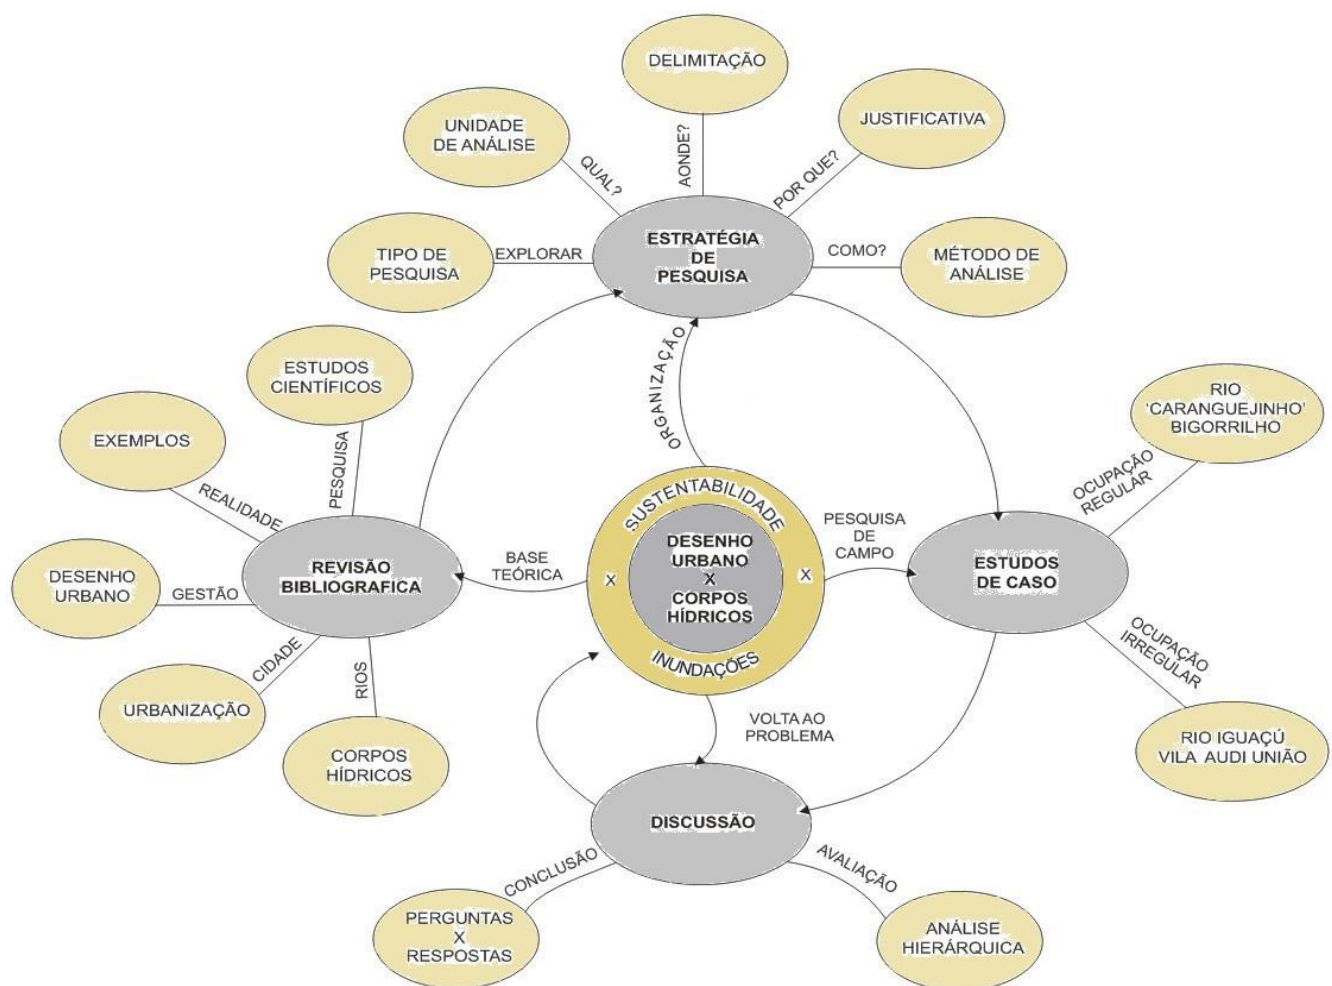 DELIMITAÇÃO
UNIDADE
DE ANÁLISE
JUSTIFICATIVA
QUAL?
AONDE?
POR QUE?
TIPO DE
PESQUISA
EXPLORAR
ESTRATÉGIA
DE
PESQUISA
COMO?
MÉTODO DE
ANÁLISE
ORGANIZAÇÃO
ESTUDOS
CIENTÍFICOS
EXEMPLOS
PESQUISA
REALIDADE
DESENHO
URBANO
GESTÃO
REVISÃO
BIBLIOGRAFICA
URBANIZAÇÃO
CIDADE
RIOS
CORPOS
HÍDRICOS
BASE
TEÓRICA
SUSTENTABILIDADE
X
DESENHO
URBANO
X
CORPOS
HÍDRICOS
X
INUNDAÇÕES
PESQUISA
DE
CAMPO
ESTUDOS
DE CASO
RIO
'CARANGUEJINHO'
BIGORRILHO
OCUPAÇÃO
REGULAR
OCUPAÇÃO
IRREGULAR
RIO IGUAÇÚ
VILA AUDI UNIÃO
VOLTA AO
PROBLEMA
DISCUSSÃO
CONCLUSÃO
PERGUNTAS
X
RESPOSTAS
AVALIAÇÃO
ANÁLISE
HIERÁRQUICA